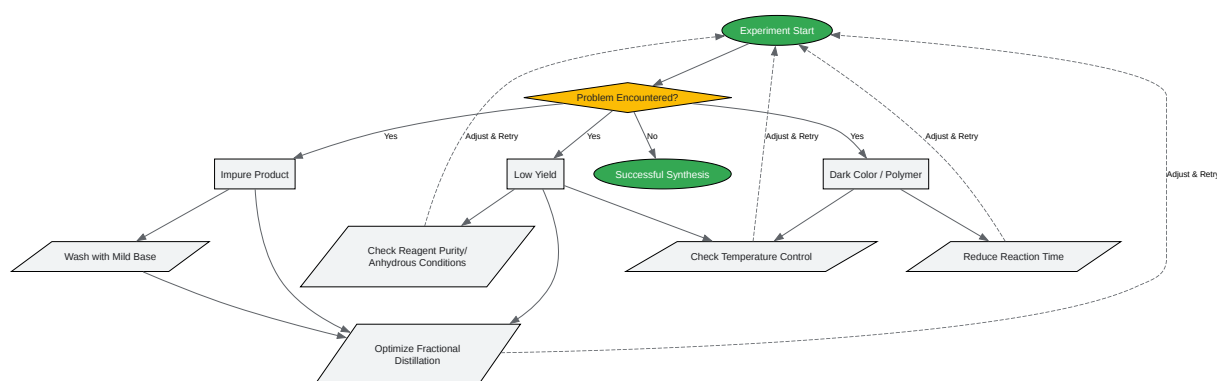 Experiment Start
Problem Encountered?
Yes
Adjust & Retry
Yes
No
Adjust & Retry
Yes
Adjust & Retry
Impure Product
Low Yield
Successful Synthesis
Dark Color / Polymer
Adjust & Retry
Wash with Mild Base
Check Reagent Purity/
Anhydrous Conditions
Check Temperature Control
Reduce Reaction Time
Optimize Fractional
Distillation